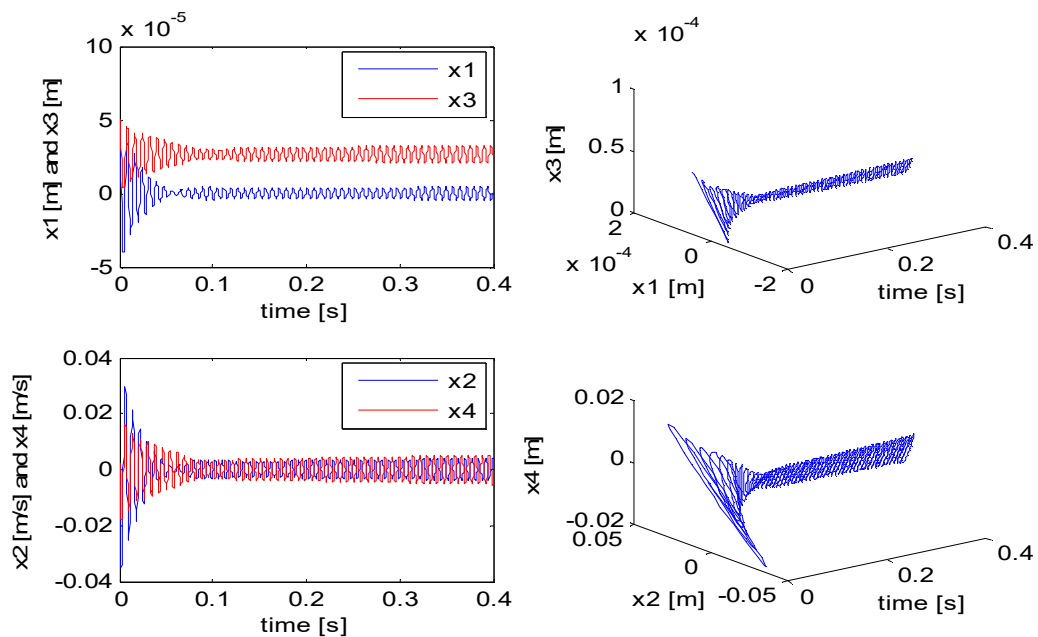 x 10^-5
10
5
0
-5
x1 [m] and x3 [m]
x1
x3
0 0.1 0.2 0.3 0.4
time [s]
x 10^-4
1
0.5
0
x3 [m]
2
0
-2
x 10^-4
x1 [m]
0
0.2
0.4
time [s]
0.04
0.02
0
-0.02
-0.04
x2 [m/s] and x4 [m/s]
x2
x4
0 0.1 0.2 0.3 0.4
time [s]
0.02
0
-0.02
x4 [m]
0.05
0
-0.05
x2 [m]
0
0.2
0.4
time [s]